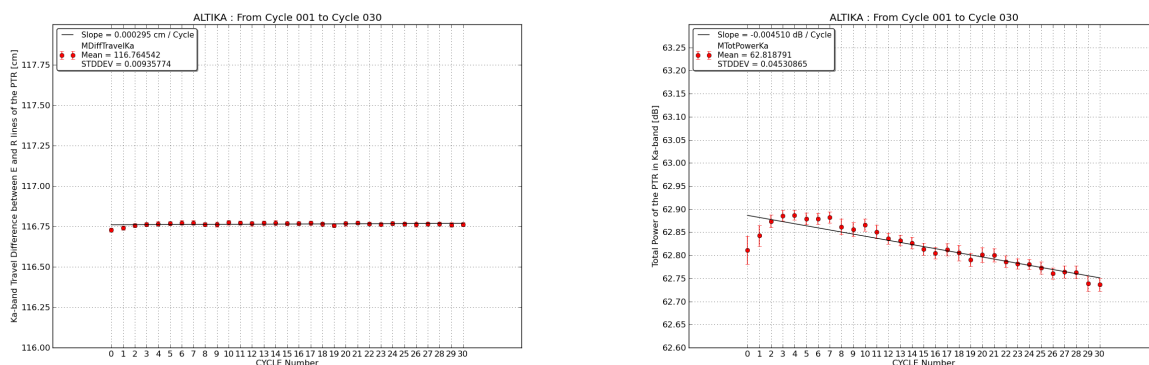 ALTIKA : From Cycle 001 to Cycle 030
Slope = 0.000295 cm / Cycle
MDiffTravelKa
Mean = 116.764542
STDDEV = 0.00935774
Ka-band Travel Difference between E and R lines of the PTR [cm]
117.75
117.50
117.25
117.00
116.75
116.50
116.25
116.00
0 1 2 3 4 5 6 7 8 9 10 11 12 13 14 15 16 17 18 19 20 21 22 23 24 25 26 27 28 29 30
CYCLE Number
ALTIKA : From Cycle 001 to Cycle 030
Slope = -0.004510 dB / Cycle
MTotPowerKa
Mean = 62.818791
STDDEV = 0.04530865
Total Power of the PTR in Ka-band [dB]
63.25
63.20
63.15
63.10
63.05
63.00
62.95
62.90
62.85
62.80
62.75
62.70
62.65
62.60
0 1 2 3 4 5 6 7 8 9 10 11 12 13 14 15 16 17 18 19 20 21 22 23 24 25 26 27 28 29 30
CYCLE Number